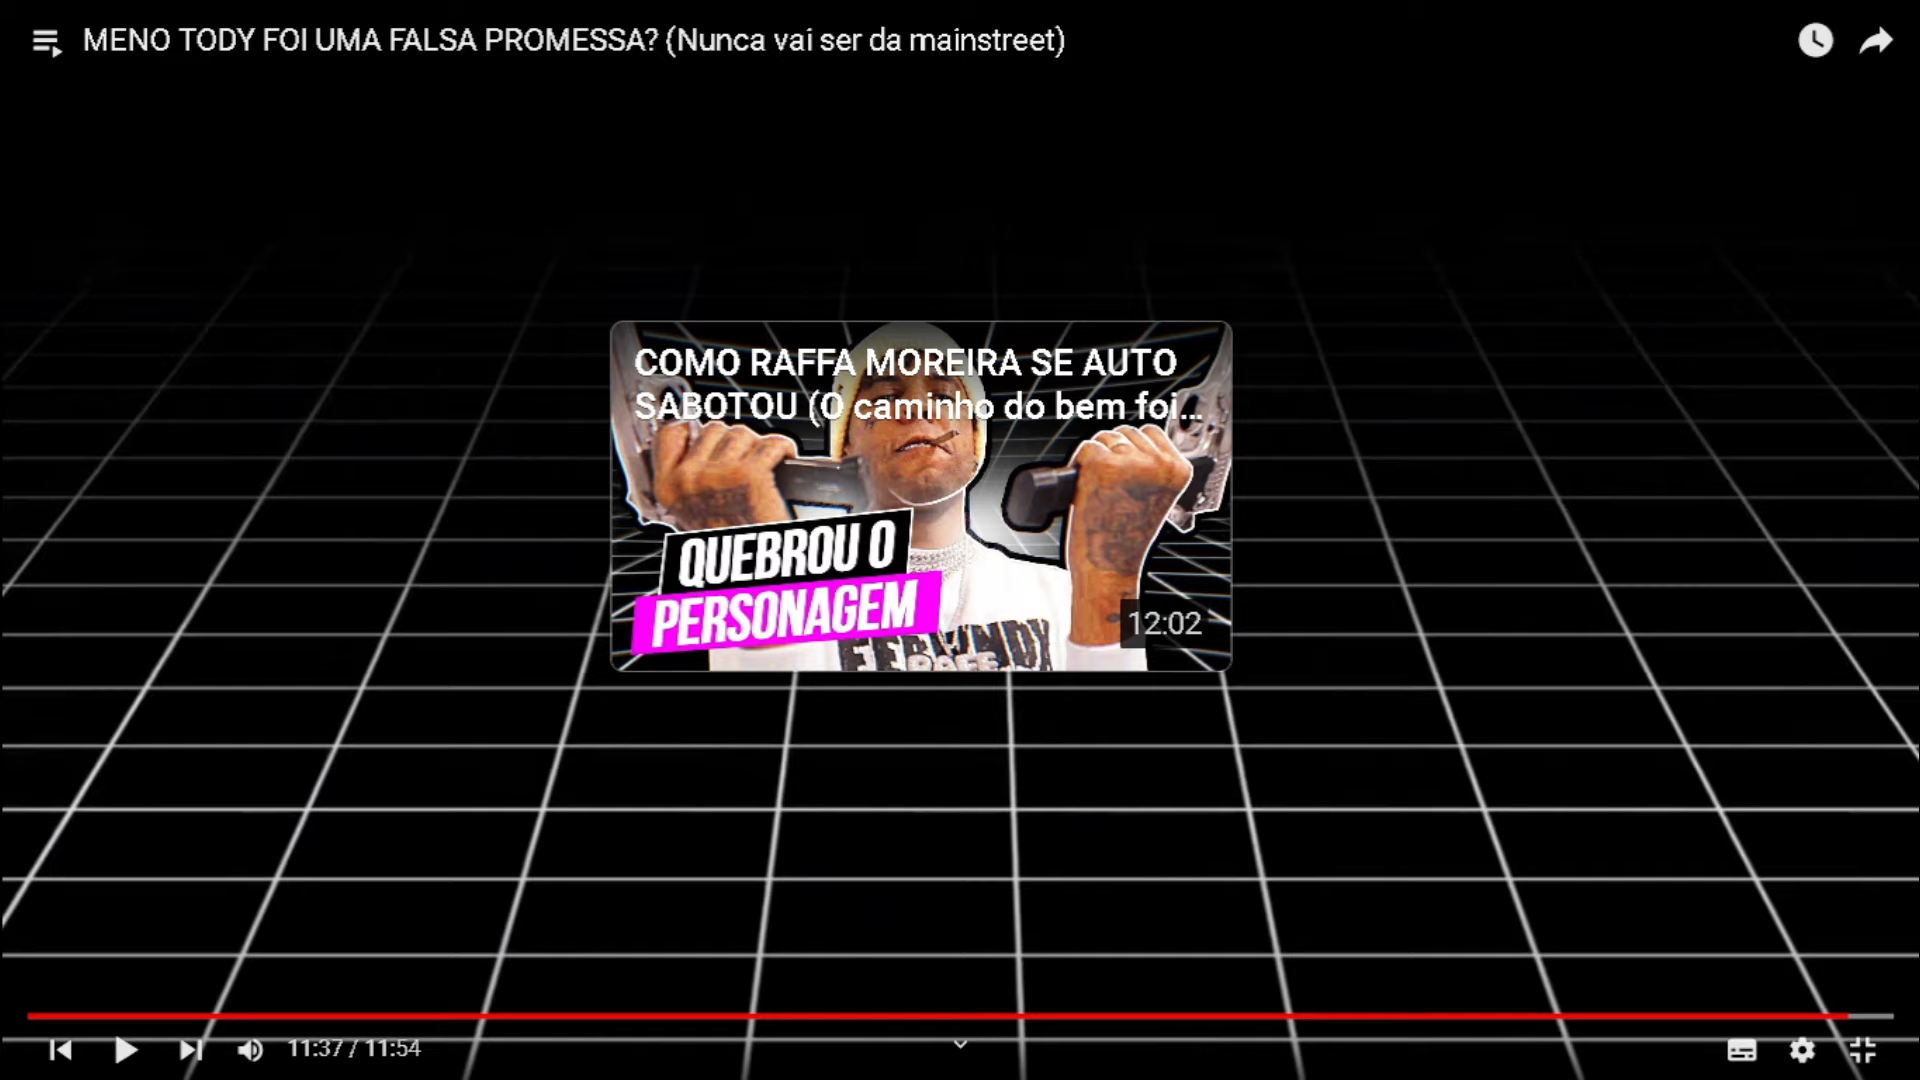 MENO TODY FOI UMA FALSA PROMESSA? (Nunca vai ser da mainstreet)
COMO RAFFA MOREIRA SE AUTO
SABOTOU (O caminho do bem foi...
QUEBROU O
PERSONAGEM
12:02
11:37 / 11:54